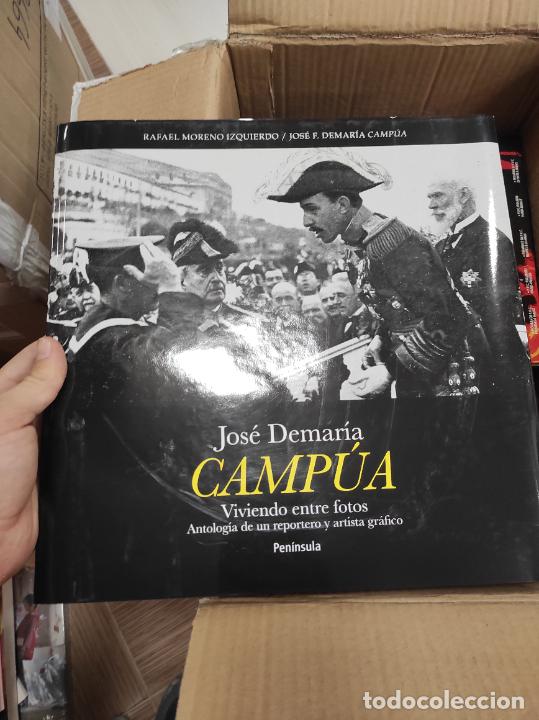 RAFAEL MORENO IZQUIERDO / JOSÉ F. DEMARÍA CAMPÚA
José Demaría
CAMPÚA
Viviendo entre fotos
Antología de un reportero y artista gráfico
Península
todocoleccion.net